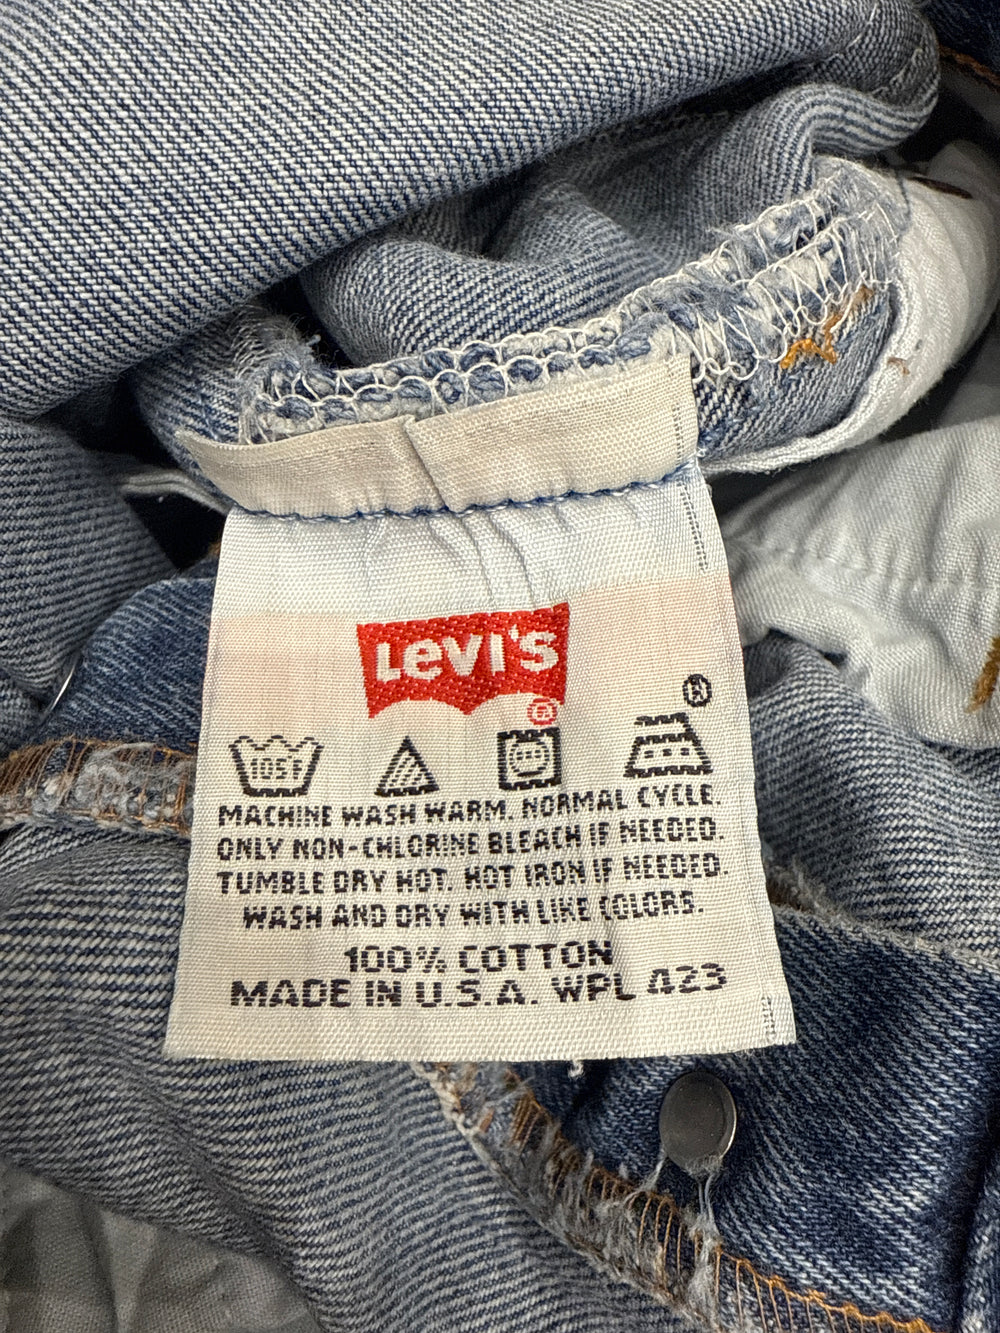 Levi's
®
105F
MACHINE WASH WARM. NORMAL CYCLE.
ONLY NON-CHLORINE BLEACH IF NEEDED.
TUMBLE DRY HOT. HOT IRON IF NEEDED.
WASH AND DRY WITH LIKE COLORS.
100% COTTON
MADE IN U.S.A. WPL 423